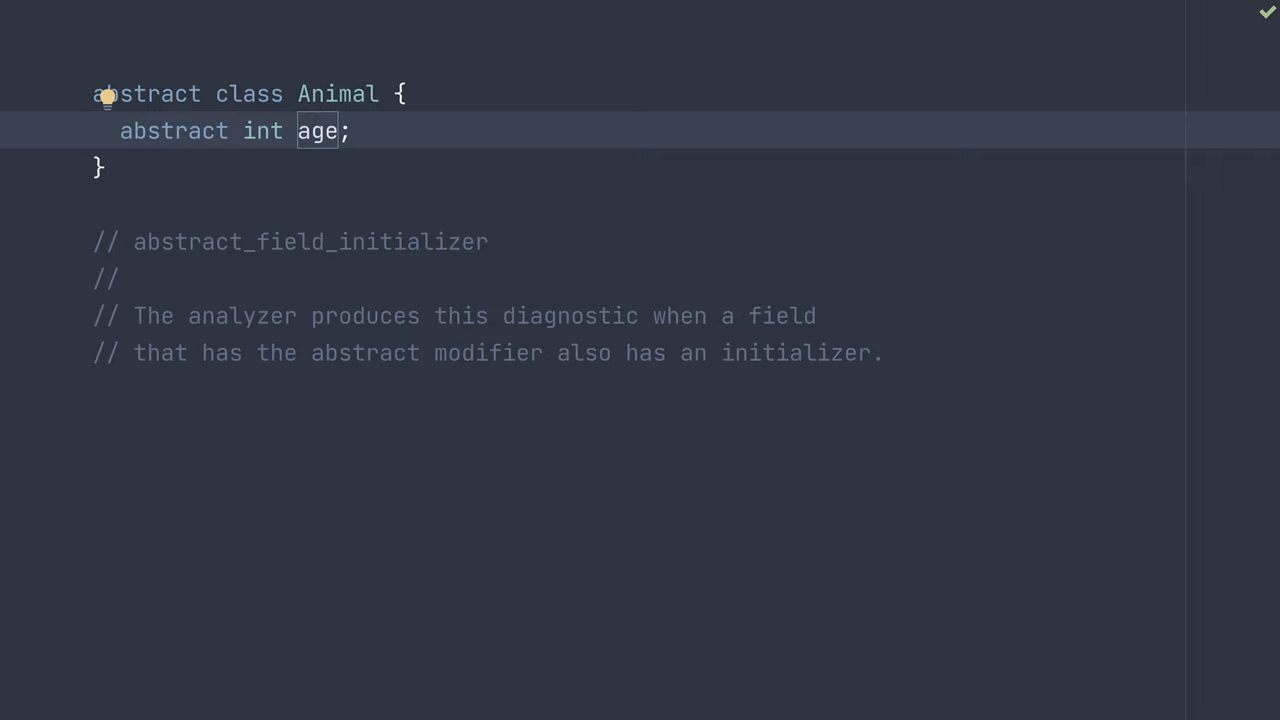 abstract class Animal {
  abstract int age;
}
// abstract_field_initializer
//
// The analyzer produces this diagnostic when a field
// that has the abstract modifier also has an initializer.